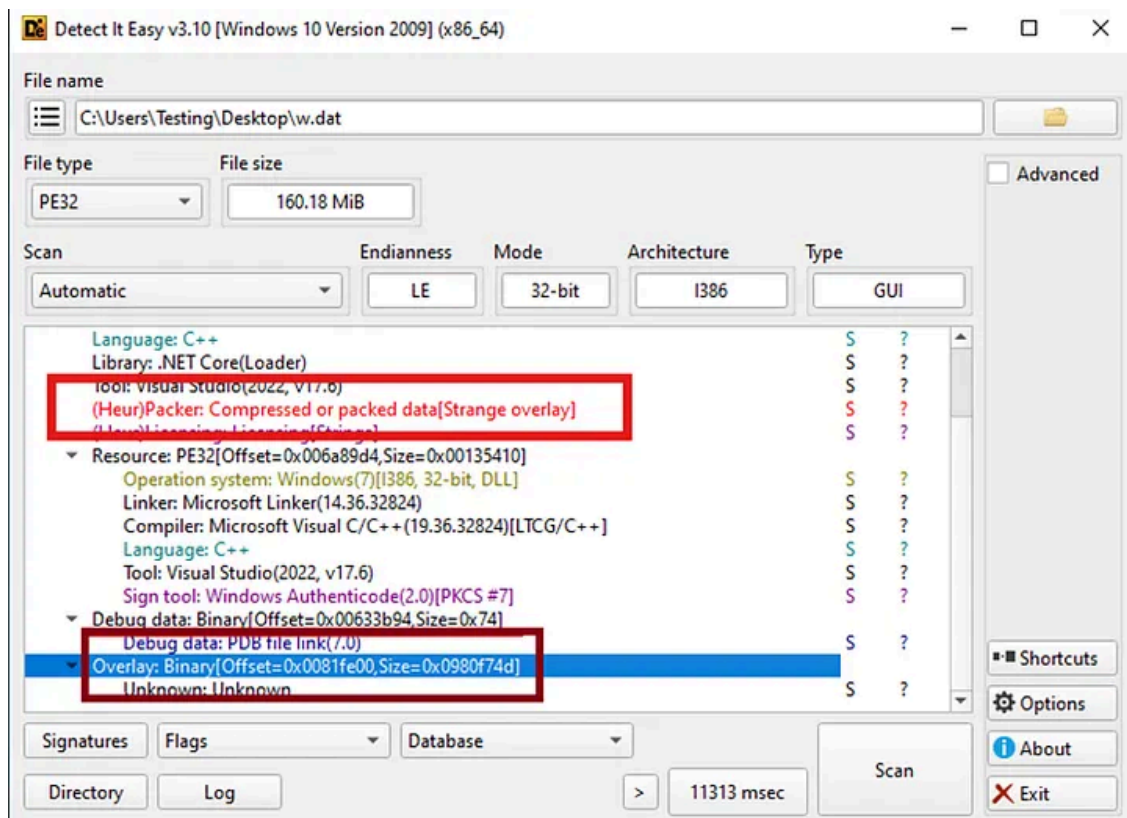 Detect It Easy v3.10 [Windows 10 Version 2009] (x86_64)
File name
C:\Users\Testing\Desktop\w.dat
File type File size
Advanced
PE32 160.18 MiB
Scan Endianness Mode Architecture Type
Automatic LE 32-bit I386 GUI
Language: C++ S ?
Library: .NET Core(Loader) S ?
Tool: Visual Studio(2022, v17.6) S ?
(Heur)Packer: Compressed or packed data[Strange overlay] S ?
(Heur)Licensing: Licensing[Strings] S ?
Resource: PE32[Offset=0x006a89d4,Size=0x00135410]
Operation system: Windows(7)[I386, 32-bit, DLL] S ?
Linker: Microsoft Linker(14.36.32824) S ?
Compiler: Microsoft Visual C/C++(19.36.32824)[LTCG/C++] S ?
Language: C++ S ?
Tool: Visual Studio(2022, v17.6) S ?
Sign tool: Windows Authenticode(2.0)[PKCS #7] S ?
Debug data: Binary[Offset=0x00633b94,Size=0x74]
Debug data: PDB file link(7.0) S ?
Overlay: Binary[Offset=0x0081fe00,Size=0x0980f74d]
Unknown: Unknown S ?
Shortcuts
Options
Signatures Flags Database Scan About
Directory Log > 11313 msec Exit